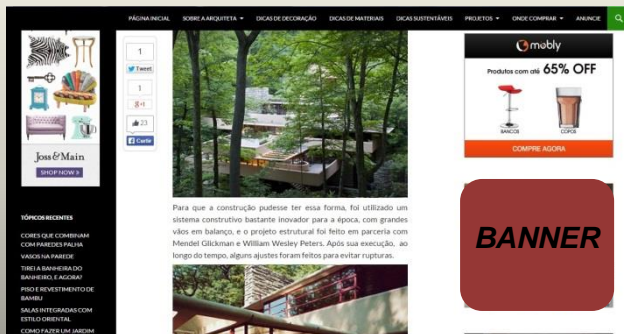 PÁGINA INICIAL SOBRE A ARQUITETA DICAS DE DECORAÇÃO DICAS DE MATERIAIS DICAS SUSTENTÁVEIS PROJETOS ONDE COMPRAR ANUNCIE
Joss&Main
SHOP NOW >
TÓPICOS RECENTES
CORES QUE COMBINAM
COM PAREDES PALHA
VASOS NA PAREDE
TIREI A BANHEIRA DO
BANHEIRO, E AGORA?
PISO E REVESTIMENTO DE
BAMBU
SALAS INTEGRADAS COM
ESTILO ORIENTAL
COMO FAZER UM JARDIM
1
Tweet
1
g+1
23
Curtir
Para que a construção pudesse ter essa forma, foi utilizado um
sistema construtivo bastante inovador para a época, com grandes
vãos em balanço, e o projeto estrutural foi feito em parceria com
Mendel Glickman e William Wesley Peters. Após sua execução, ao
longo do tempo, alguns ajustes foram feitos para evitar rupturas.
mobly
Produtos com até 65% OFF
BANCOS COPOS
COMPRE AGORA
BANNER